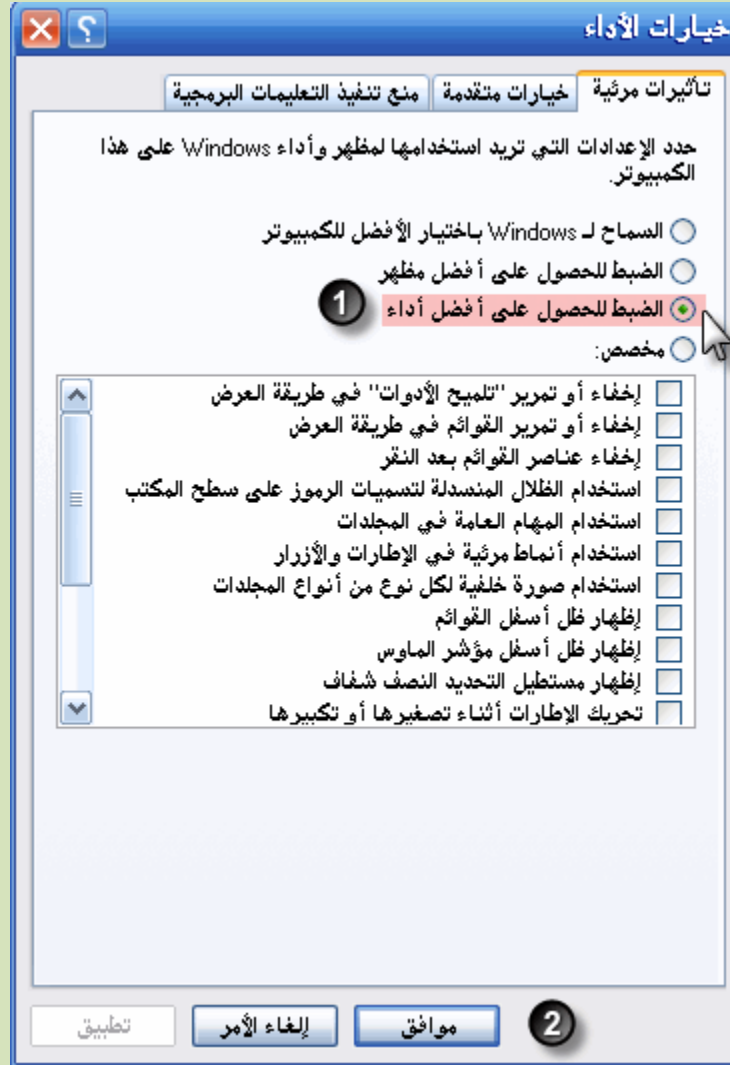 خيارات الأداء
تأثيرات مرئية خيارات متقدمة منع تنفيذ التعليمات البرمجية
حدد الإعدادات التي تريد استخدامها لمظهر وأداء Windows على هذا
الكمبيوتر.
السماح لـ Windows باختيار الأفضل للكمبيوتر
الضبط للحصول على أفضل مظهر
الضبط للحصول على أفضل أداء 1
مخصص:
إخفاء أو تمرير "تلميح الأدوات" في طريقة العرض
إخفاء أو تمرير القوائم في طريقة العرض
إخفاء عناصر القوائم بعد النقر
استخدام الظلال المنسدلة لتسميات الرموز على سطح المكتب
استخدام المهام العامة في المجلدات
استخدام أنماط مرئية في الإطارات والأزرار
استخدام صورة خلفية لكل نوع من أنواع المجلدات
إظهار ظل أسفل القوائم
إظهار ظل أسفل مؤشر الماوس
إظهار مستطيل التحديد النصف شفاف
تحريك الإطارات أثناء تصغيرها أو تكبيرها
2 موافق إلغاء الأمر تطبيق